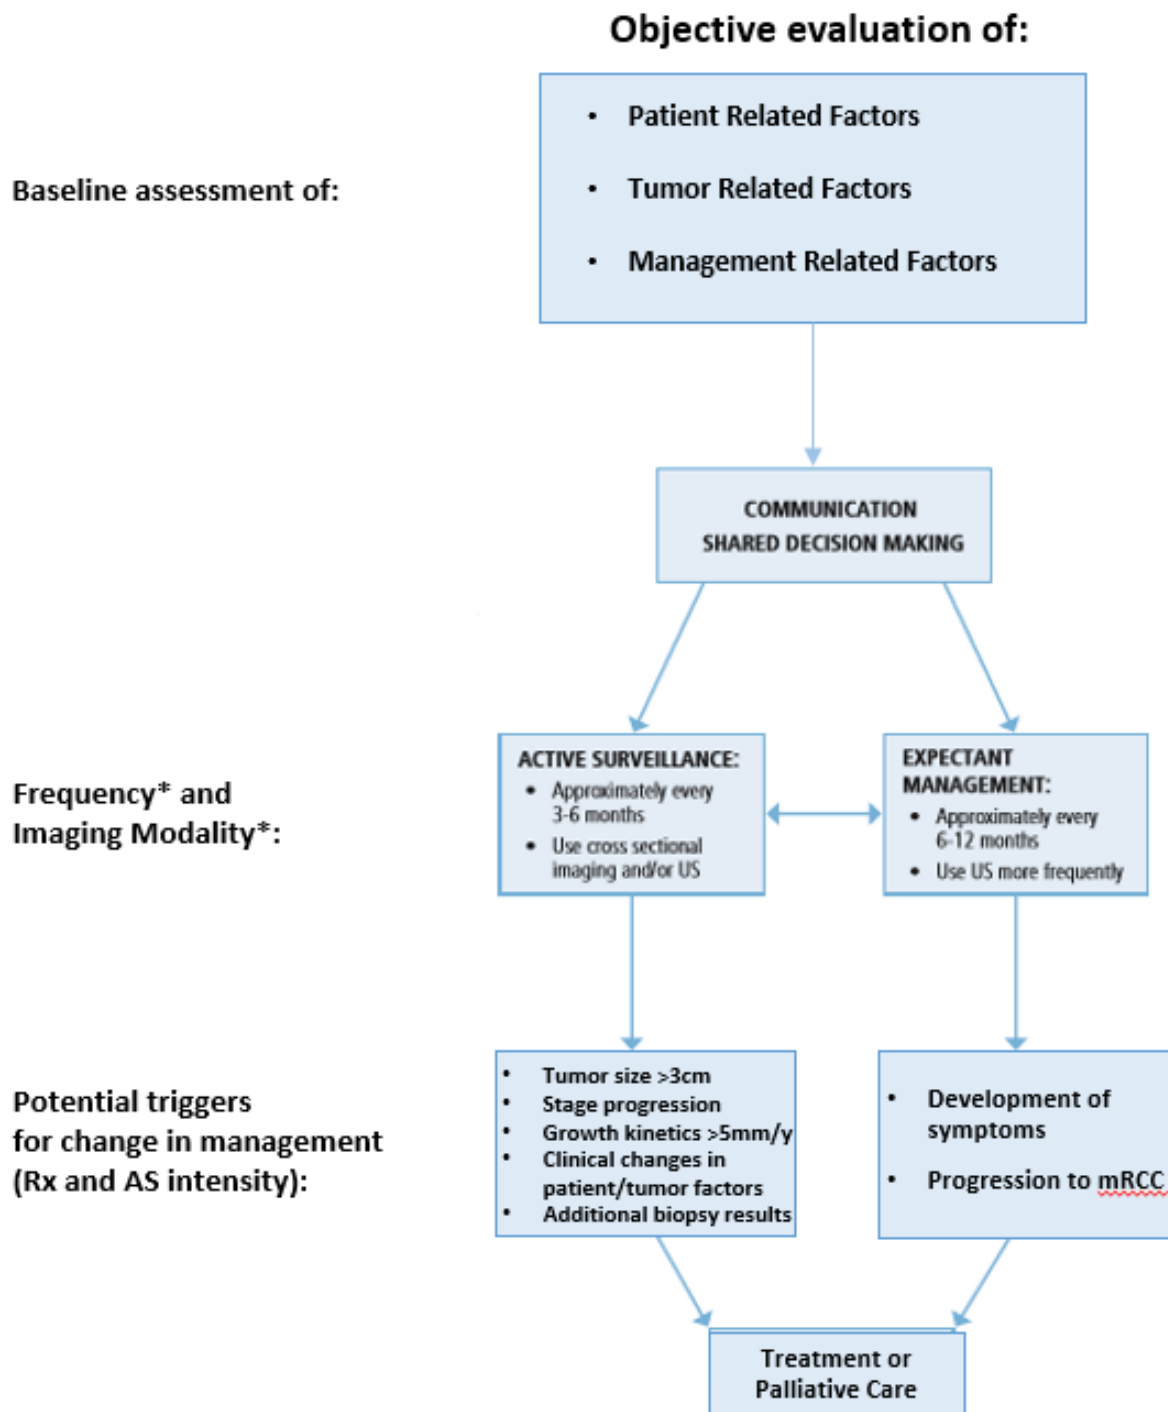 Objective evaluation of:
Baseline assessment of:
• Patient Related Factors
• Tumor Related Factors
• Management Related Factors
COMMUNICATION
SHARED DECISION MAKING
Frequency* and
Imaging Modality*:
ACTIVE SURVEILLANCE:
• Approximately every
3-6 months
• Use cross sectional
imaging and/or US
EXPECTANT
MANAGEMENT:
• Approximately every
6-12 months
• Use US more frequently
Potential triggers
for change in management
(Rx and AS intensity):
• Tumor size >3cm
• Stage progression
• Growth kinetics >5mm/y
• Clinical changes in
patient/tumor factors
• Additional biopsy results
• Development of
symptoms
• Progression to mRCC
Treatment or
Palliative Care